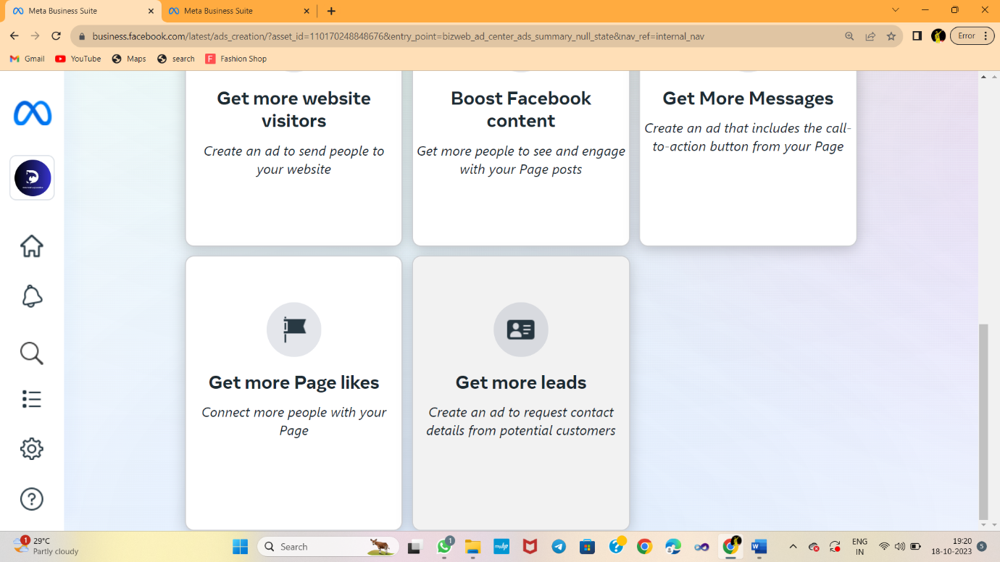 Meta Business Suite
Meta Business Suite
business.facebook.com/latest/ads_creation/?asset_id=110170248848676&entry_point=bizweb_ad_center_ads_summary_null_state&nav_ref=internal_nav
Error
Gmail
YouTube
Maps
search
F
Fashion Shop
Get more website
visitors
Create an ad to send people to
your website
Boost Facebook
content
Get more people to see and engage
with your Page posts
Get More Messages
Create an ad that includes the call-
to-action button from your Page
Get more Page likes
Connect more people with your
Page
Get more leads
Create an ad to request contact
details from potential customers
1
29°C
Partly cloudy
Search
1
myhp
ENG
IN
19:20
18-10-2023
5